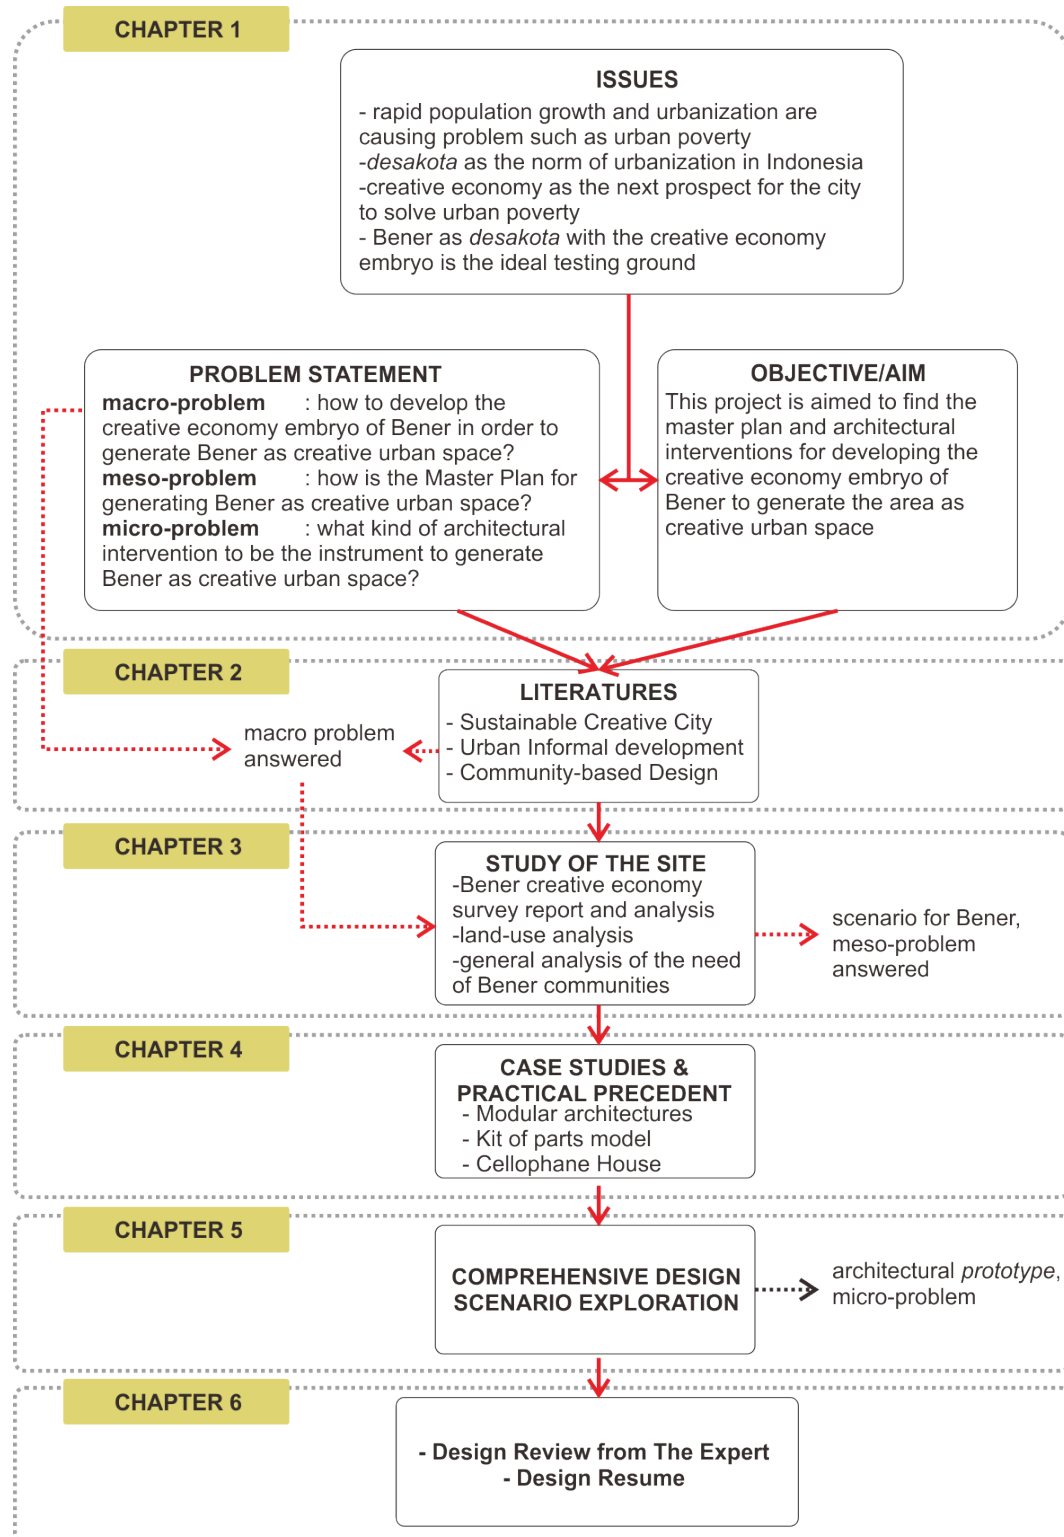 CHAPTER 1
ISSUES
- rapid population growth and urbanization are
causing problem such as urban poverty
-desakota as the norm of urbanization in Indonesia
-creative economy as the next prospect for the city
to solve urban poverty
- Bener as desakota with the creative economy
embryo is the ideal testing ground
PROBLEM STATEMENT
macro-problem : how to develop the
creative economy embryo of Bener in order to
generate Bener as creative urban space?
meso-problem : how is the Master Plan for
generating Bener as creative urban space?
micro-problem : what kind of architectural
intervention to be the instrument to generate
Bener as creative urban space?
OBJECTIVE/AIM
This project is aimed to find the
master plan and architectural
interventions for developing the
creative economy embryo of
Bener to generate the area as
creative urban space
CHAPTER 2
LITERATURES
- Sustainable Creative City
- Urban Informal development
- Community-based Design
macro problem
answered
CHAPTER 3
STUDY OF THE SITE
-Bener creative economy
survey report and analysis
-land-use analysis
-general analysis of the need
of Bener communities
scenario for Bener,
meso-problem
answered
CHAPTER 4
CASE STUDIES &
PRACTICAL PRECEDENT
- Modular architectures
- Kit of parts model
- Cellophane House
CHAPTER 5
COMPREHENSIVE DESIGN
SCENARIO EXPLORATION
architectural prototype,
micro-problem
CHAPTER 6
- Design Review from The Expert
- Design Resume